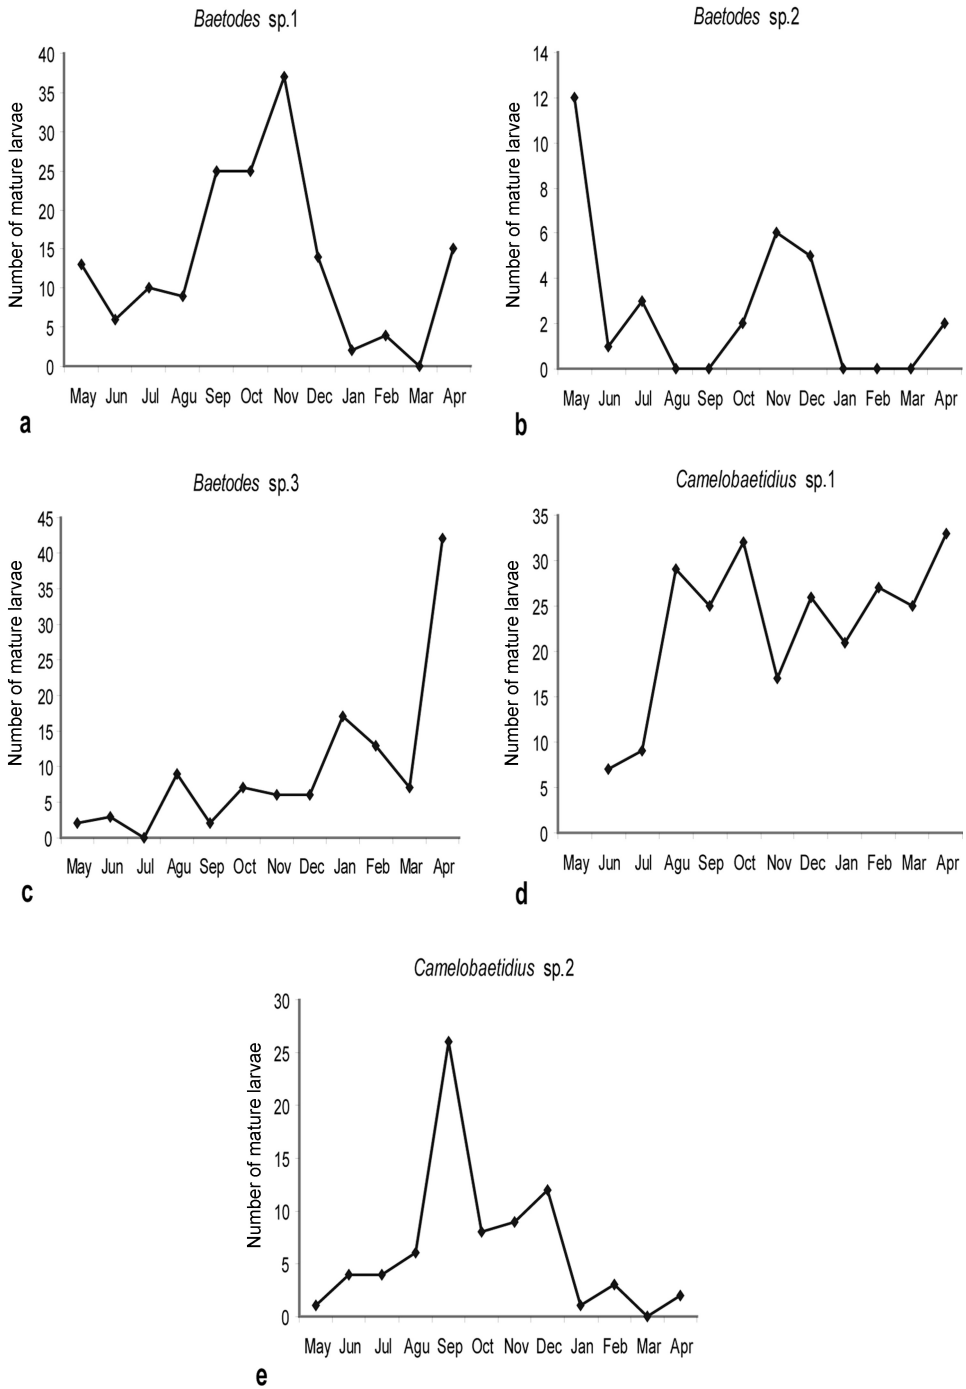 Baetodes sp.1
Number of mature larvae
40
35
30
25
20
15
10
5
0
May Jun Jul Agu Sep Oct Nov Dec Jan Feb Mar Apr
a
Baetodes sp.2
Number of mature larvae
14
12
10
8
6
4
2
0
May Jun Jul Agu Sep Oct Nov Dec Jan Feb Mar Apr
b
Baetodes sp.3
Number of mature larvae
45
40
35
30
25
20
15
10
5
0
May Jun Jul Agu Sep Oct Nov Dec Jan Feb Mar Apr
c
Camelobaetidius sp.1
Number of mature larvae
35
30
25
20
15
10
5
0
May Jun Jul Agu Sep Oct Nov Dec Jan Feb Mar Apr
d
Camelobaetidius sp.2
Number of mature larvae
30
25
20
15
10
5
0
May Jun Jul Agu Sep Oct Nov Dec Jan Feb Mar Apr
e